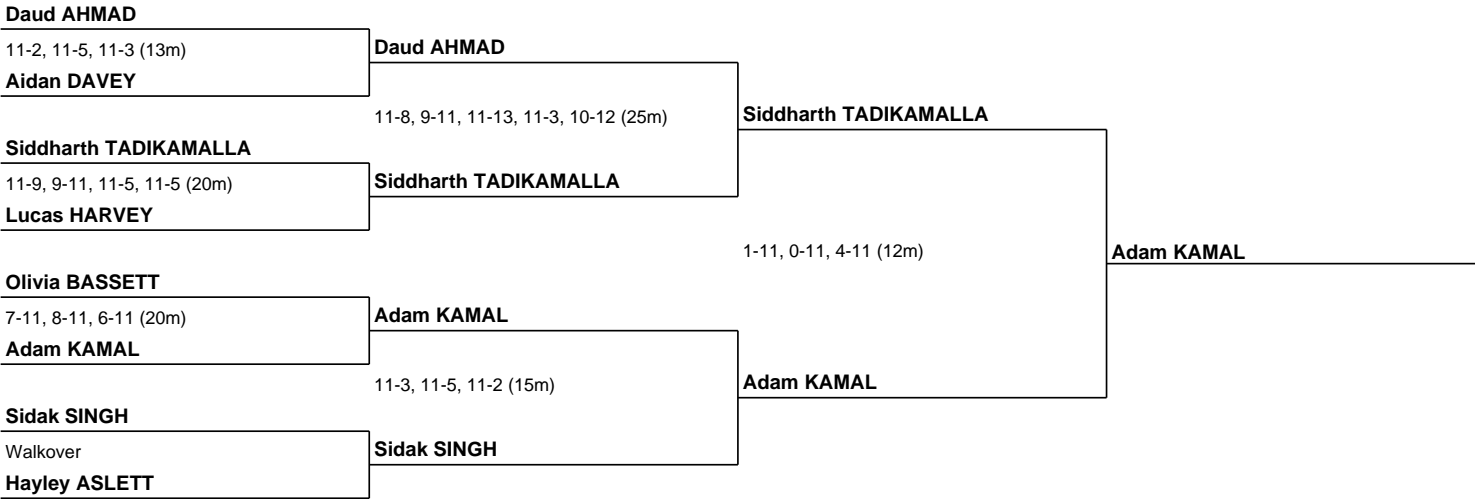 Daud AHMAD
11-2, 11-5, 11-3 (13m)
Aidan DAVEY
Siddharth TADIKAMALLA
11-9, 9-11, 11-5, 11-5 (20m)
Lucas HARVEY
Olivia BASSETT
7-11, 8-11, 6-11 (20m)
Adam KAMAL
Sidak SINGH
Walkover
Hayley ASLETT
Daud AHMAD
11-8, 9-11, 11-13, 11-3, 10-12 (25m)
Siddharth TADIKAMALLA
Adam KAMAL
11-3, 11-5, 11-2 (15m)
Sidak SINGH
Siddharth TADIKAMALLA
1-11, 0-11, 4-11 (12m)
Adam KAMAL
Adam KAMAL